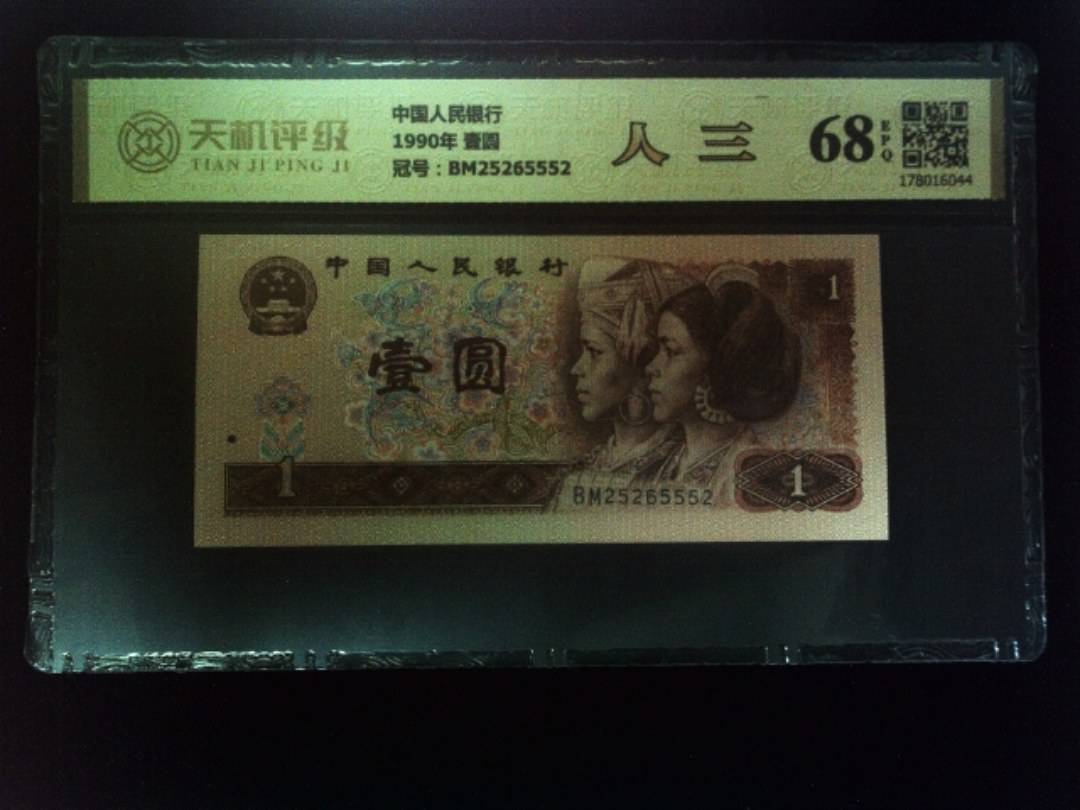 天机评级
TIAN JI PING JI
中国人民银行
1990年 壹圆
冠号：BM25265552
人 三
68
EPQ
178016044
中国人民银行
1
壹圆
1
BM25265552
1